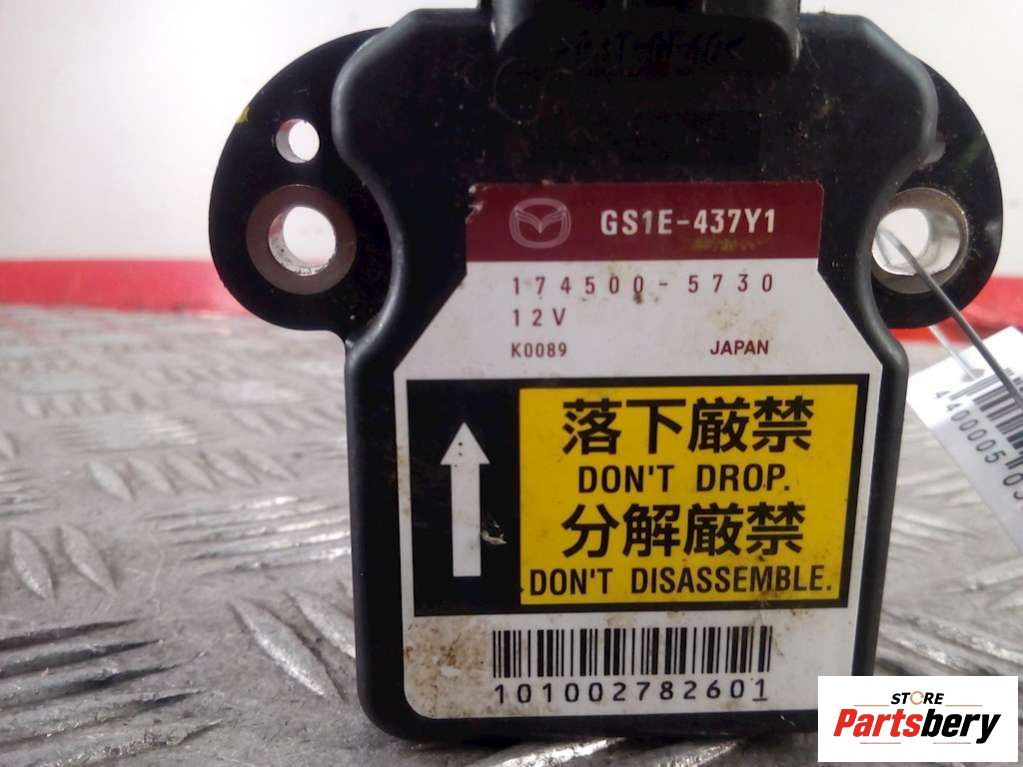 GS1E-437Y1
174500-5730
12V
K0089 JAPAN
落下厳禁
DON'T DROP.
分解厳禁
DON'T DISASSEMBLE.
101002782601
STORE
Partsbery